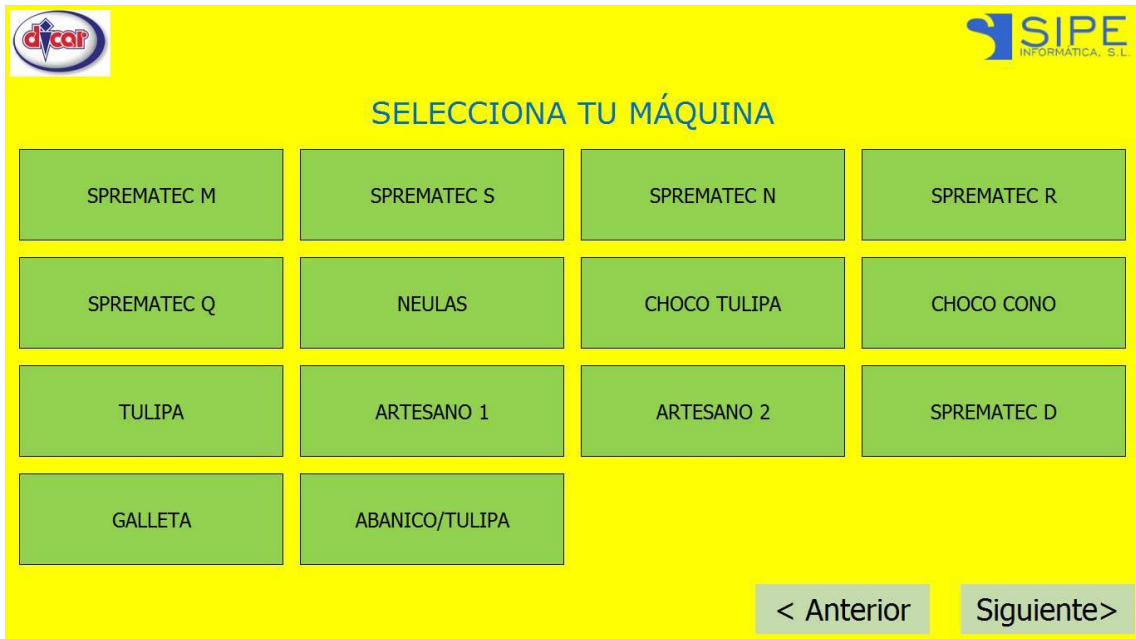 dicar
SIPE
INFORMÁTICA, S.L.
SELECCIONA TU MÁQUINA
SPREMATEC M
SPREMATEC S
SPREMATEC N
SPREMATEC R
SPREMATEC Q
NEULAS
CHOCO TULIPA
CHOCO CONO
TULIPA
ARTESANO 1
ARTESANO 2
SPREMATEC D
GALLETA
ABANICO/TULIPA
< Anterior
Siguiente>